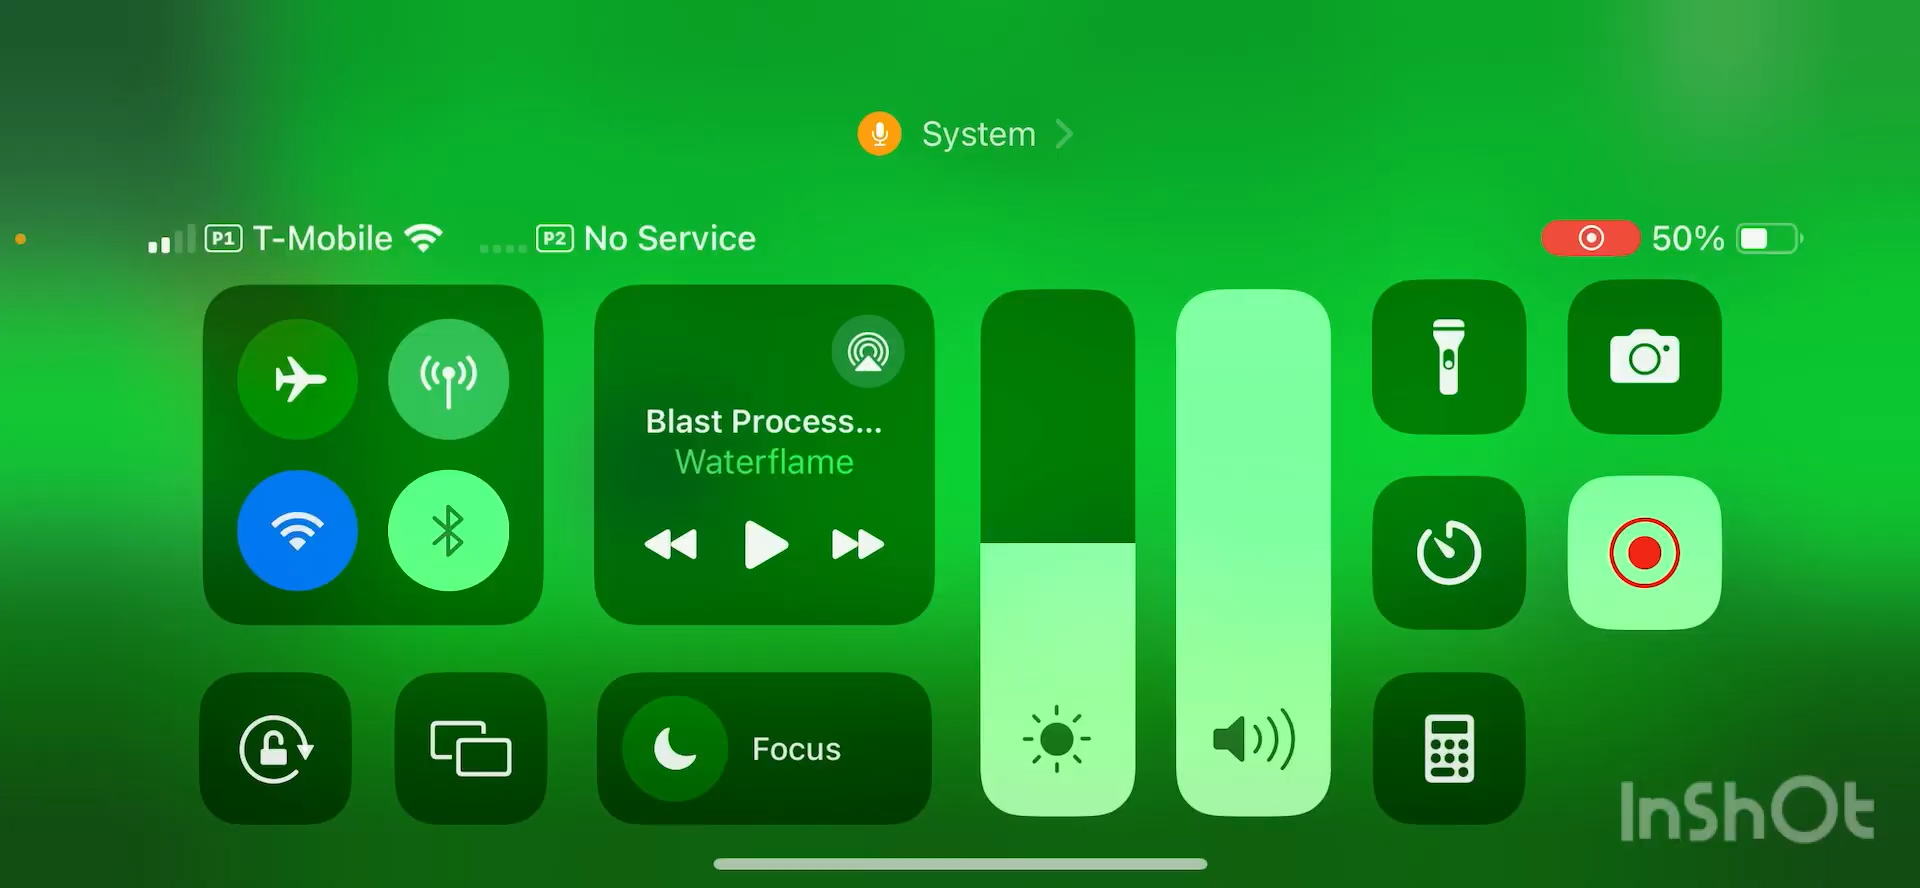 System
P1 T-Mobile
P2 No Service
50%
Blast Process...
Waterflame
Focus
InShOt